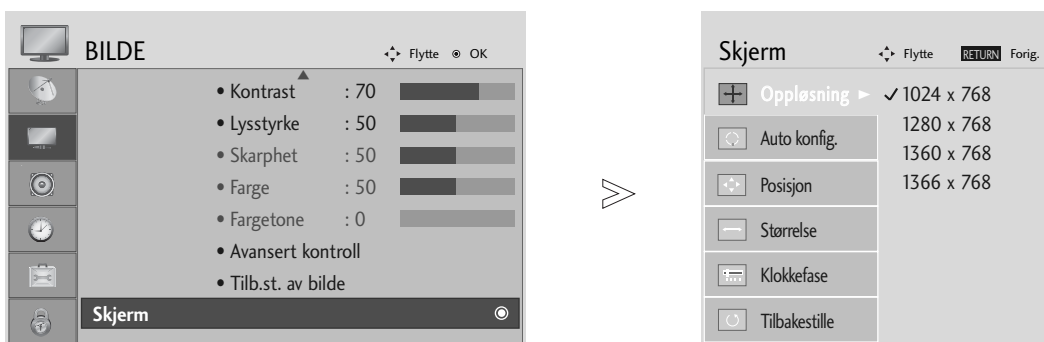 BILDE
Flytte OK
• Kontrast : 70
• Lysstyrke : 50
• Skarphet : 50
• Farge : 50
• Fargetone : 0
• Avansert kontroll
• Tilb.st. av bilde
Skjerm
Skjerm
Flytte RETURN Forig.
Oppløsning
Auto konfig.
Posisjon
Størrelse
Klokkefase
Tilbakestille
✓ 1024 x 768
1280 x 768
1360 x 768
1366 x 768